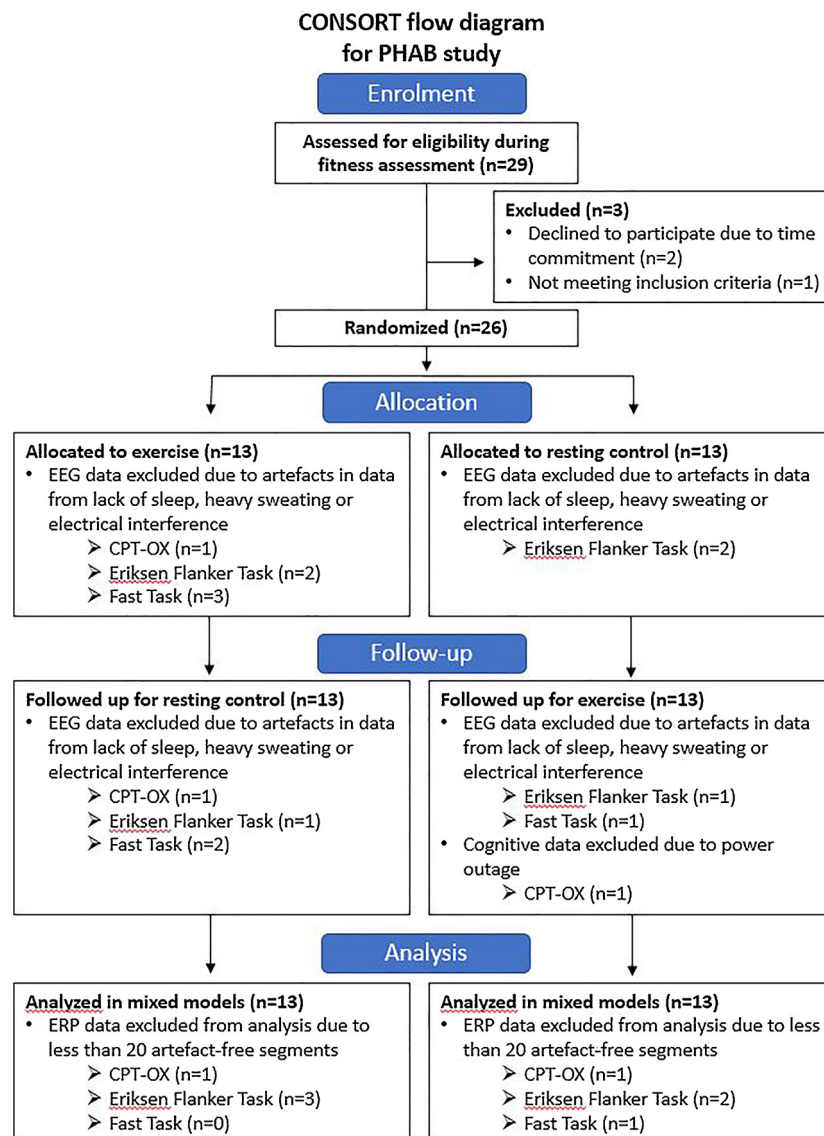 CONSORT flow diagram
for PHAB study
Enrolment
Assessed for eligibility during
fitness assessment (n=29)
Excluded (n=3)
• Declined to participate due to time
commitment (n=2)
• Not meeting inclusion criteria (n=1)
Randomized (n=26)
Allocation
Allocated to exercise (n=13)
• EEG data excluded due to artefacts in data
from lack of sleep, heavy sweating or
electrical interference
➢ CPT-OX (n=1)
➢ Eriksen Flanker Task (n=2)
➢ Fast Task (n=3)
Allocated to resting control (n=13)
• EEG data excluded due to artefacts in data
from lack of sleep, heavy sweating or
electrical interference
➢ Eriksen Flanker Task (n=2)
Follow-up
Followed up for resting control (n=13)
• EEG data excluded due to artefacts in data
from lack of sleep, heavy sweating or
electrical interference
➢ CPT-OX (n=1)
➢ Eriksen Flanker Task (n=1)
➢ Fast Task (n=2)
Followed up for exercise (n=13)
• EEG data excluded due to artefacts in data
from lack of sleep, heavy sweating or
electrical interference
➢ Eriksen Flanker Task (n=1)
➢ Fast Task (n=1)
• Cognitive data excluded due to power
outage
➢ CPT-OX (n=1)
Analysis
Analyzed in mixed models (n=13)
• ERP data excluded from analysis due to
less than 20 artefact-free segments
➢ CPT-OX (n=1)
➢ Eriksen Flanker Task (n=3)
➢ Fast Task (n=0)
Analyzed in mixed models (n=13)
• ERP data excluded from analysis due to less
than 20 artefact-free segments
➢ CPT-OX (n=1)
➢ Eriksen Flanker Task (n=2)
➢ Fast Task (n=1)